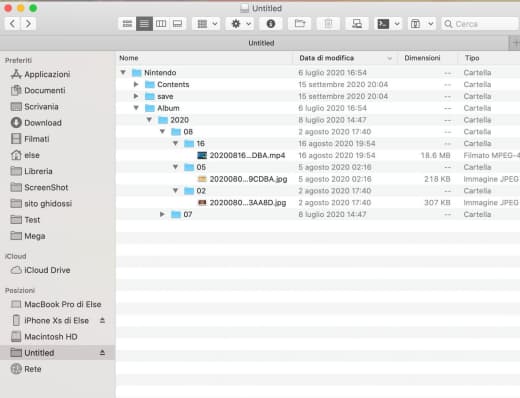 Untitled
Cerca
Untitled
Preferiti
Applicazioni
Documenti
Scrivania
Download
Filmati
else
Libreria
ScreenShot
sito ghidossi
Test
Mega
iCloud
iCloud Drive
Posizioni
MacBook Pro di Else
iPhone Xs di Else
Macintosh HD
Untitled
Rete
Nome Data di modifica Dimensioni Tipo
Nintendo 6 luglio 2020 16:54 -- Cartella
Contents 15 settembre 2020 20:04 -- Cartella
save 15 settembre 2020 20:04 -- Cartella
Album 6 luglio 2020 16:54 -- Cartella
2020 8 luglio 2020 14:47 -- Cartella
08 2 agosto 2020 17:40 -- Cartella
16 16 agosto 2020 19:54 -- Cartella
20200816...DBA.mp4 16 agosto 2020 19:54 18.6 MB Filmato MPEG-4
05 5 agosto 2020 02:16 -- Cartella
2020080...9CDBA.jpg 5 agosto 2020 02:16 218 KB Immagine JPEG
02 2 agosto 2020 17:40 -- Cartella
2020080...3AA8D.jpg 2 agosto 2020 17:40 307 KB Immagine JPEG
07 8 luglio 2020 14:47 -- Cartella